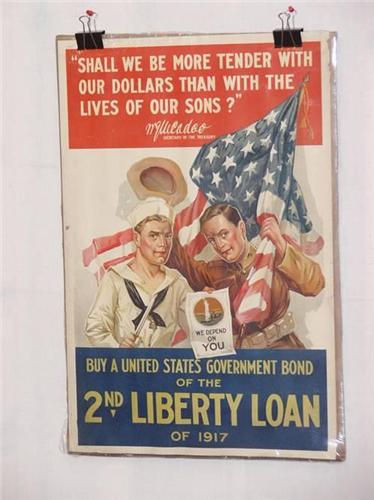 "SHALL WE BE MORE TENDER WITH
OUR DOLLARS THAN WITH THE
LIVES OF OUR SONS?"
W G McAdoo
SECRETARY OF THE TREASURY
WE DEPEND
ON
YOU
BUY A UNITED STATES GOVERNMENT BOND
OF THE
2ND LIBERTY LOAN
OF 1917